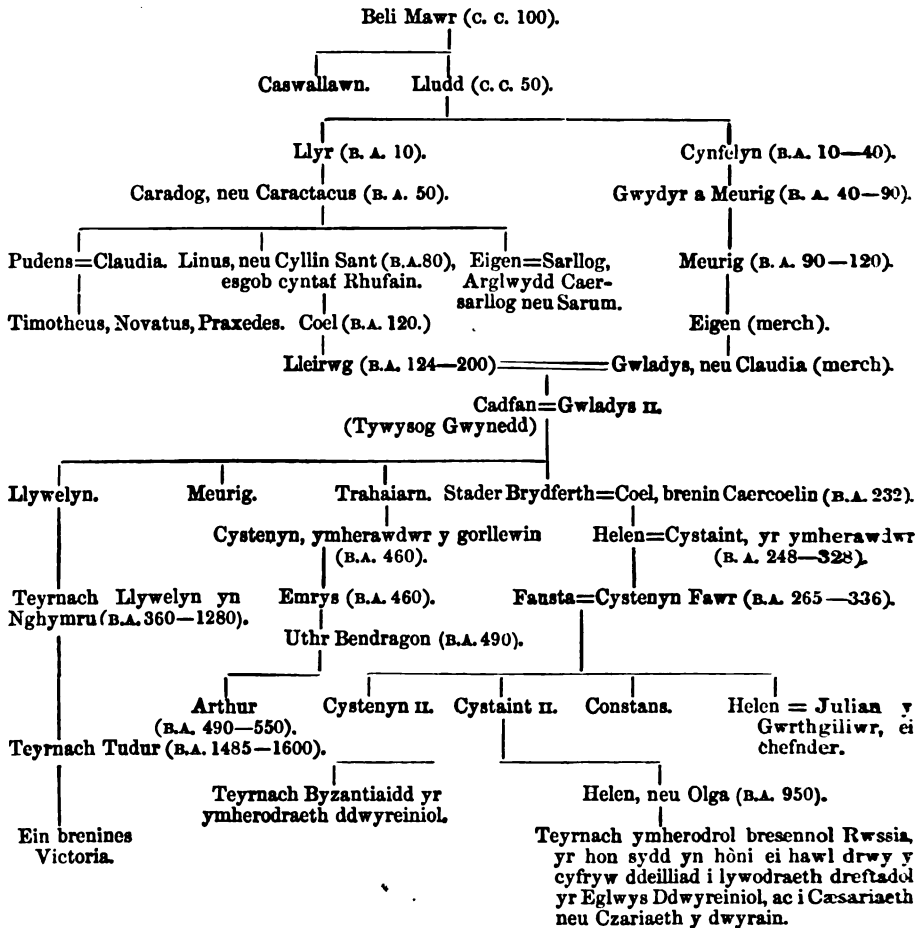 Beli Mawr (c. c. 100).
Caswallawn. Lludd (c. c. 50).
Llyr (B. A. 10). Cynfelyn (B.A. 10—40).
Caradog, neu Caractacus (B. A. 50). Gwydyr a Meurig (B. A. 40—90).
Pudens=Claudia. Linus, neu Cyllin Sant (B.A.80), Eigen=Sarllog, Meurig (B. A. 90—120).
esgob cyntaf Rhufain. Arglwydd Caer-
sarllog neu Sarum.
Timotheus, Novatus, Praxedes. Coel (B.A. 120.) Eigen (merch).
Lleirwg (B.A. 124—200)=Gwladys, neu Claudia (merch).
Cadfan=Gwladys II.
(Tywysog Gwynedd)
Llywelyn. Meurig. Trahaiarn. Stader Brydferth=Coel, brenin Caercoelin (B.A. 232).
Cystenyn, ymherawdwr y gorllewin Helen=Cystaint, yr ymherawdwr
(B.A. 460). (B. A. 248—328).
Teyrnach Llywelyn yn Emrys (B.A. 460). Fausta=Cystenyn Fawr (B.A. 265—336).
Nghymru (B.A. 360—1280).
Uthr Bendragon (B.A. 490).
Arthur Cystenyn II. Cystaint II. Constans. Helen = Julian y
(B.A. 490—550). Gwrthgiliwr, ei
Teyrnach Tudur (B.A. 1485—1600). chefnder.
Teyrnach Byzantiaidd yr Helen, neu Olga (B.A. 950).
ymherodraeth ddwyreiniol.
Ein brenines Teyrnach ymherodrol bresennol Rwssia,
Victoria. yr hon sydd yn hòni ei hawl drwy y
cyfryw ddeilliad i lywodraeth dreftadol
yr Eglwys Ddwyreiniol, ac i Cæsariaeth
neu Czariaeth y dwyrain.